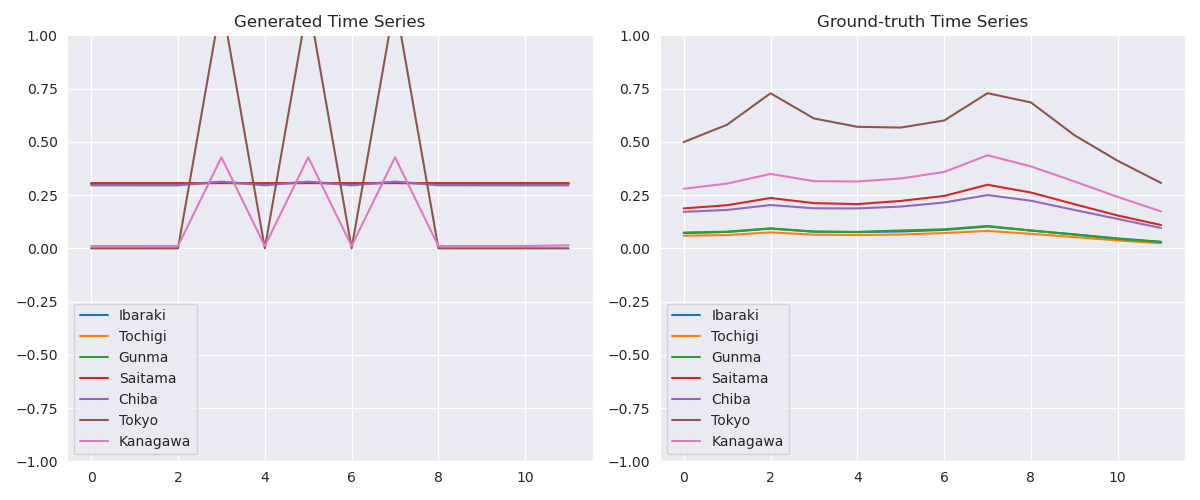 Generated Time Series
1.00
0.75
0.50
0.25
0.00
−0.25
−0.50
−0.75
−1.00
Ibaraki
Tochigi
Gunma
Saitama
Chiba
Tokyo
Kanagawa
0 2 4 6 8 10
Ground-truth Time Series
1.00
0.75
0.50
0.25
0.00
−0.25
−0.50
−0.75
−1.00
Ibaraki
Tochigi
Gunma
Saitama
Chiba
Tokyo
Kanagawa
0 2 4 6 8 10